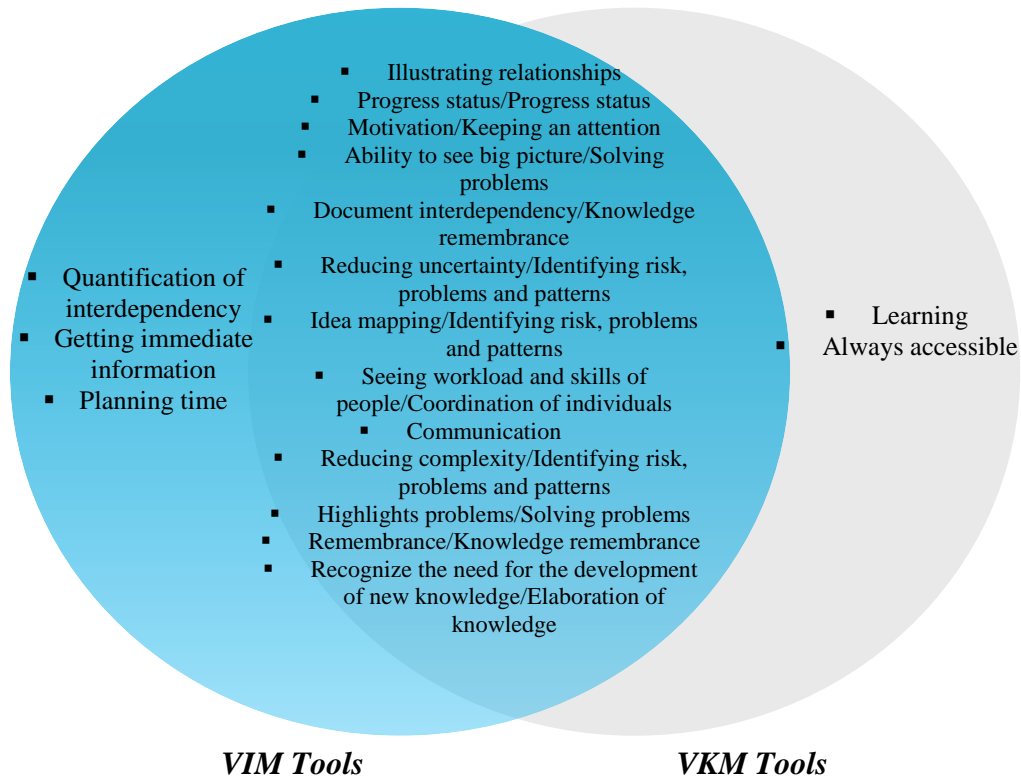 ▪ Quantification of
interdependency
▪ Getting immediate
information
▪ Planning time
▪ Illustrating relationships
▪ Progress status/Progress status
▪ Motivation/Keeping an attention
▪ Ability to see big picture/Solving
problems
▪ Document interdependency/Knowledge
remembrance
▪ Reducing uncertainty/Identifying risk,
problems and patterns
▪ Idea mapping/Identifying risk, problems
and patterns
▪ Seeing workload and skills of
people/Coordination of individuals
▪ Communication
▪ Reducing complexity/Identifying risk,
problems and patterns
▪ Highlights problems/Solving problems
▪ Remembrance/Knowledge remembrance
▪ Recognize the need for the development
of new knowledge/Elaboration of
knowledge
▪ Learning
▪ Always accessible
VIM Tools
VKM Tools